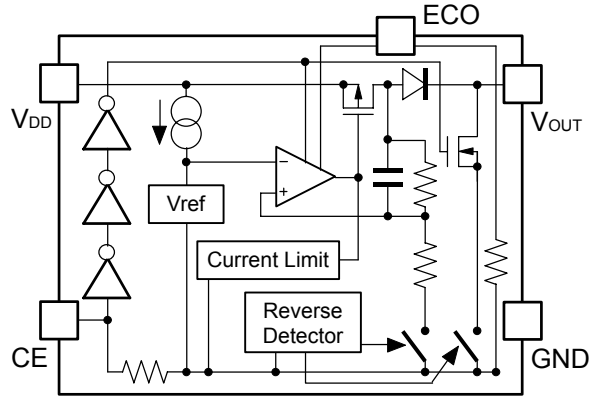 ECO
VDD
VOUT
−
+
Vref
Current Limit
Reverse
Detector
CE
GND